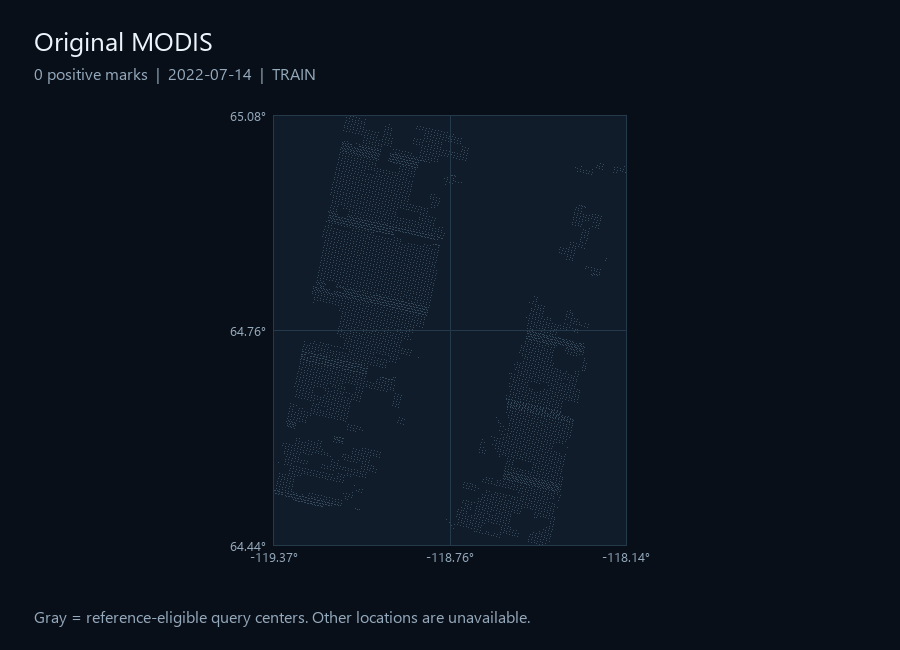 Original MODIS
0 positive marks | 2022-07-14 | TRAIN
65.08°
64.76°
64.44°
-119.37°
-118.76°
-118.14°
Gray = reference-eligible query centers. Other locations are unavailable.